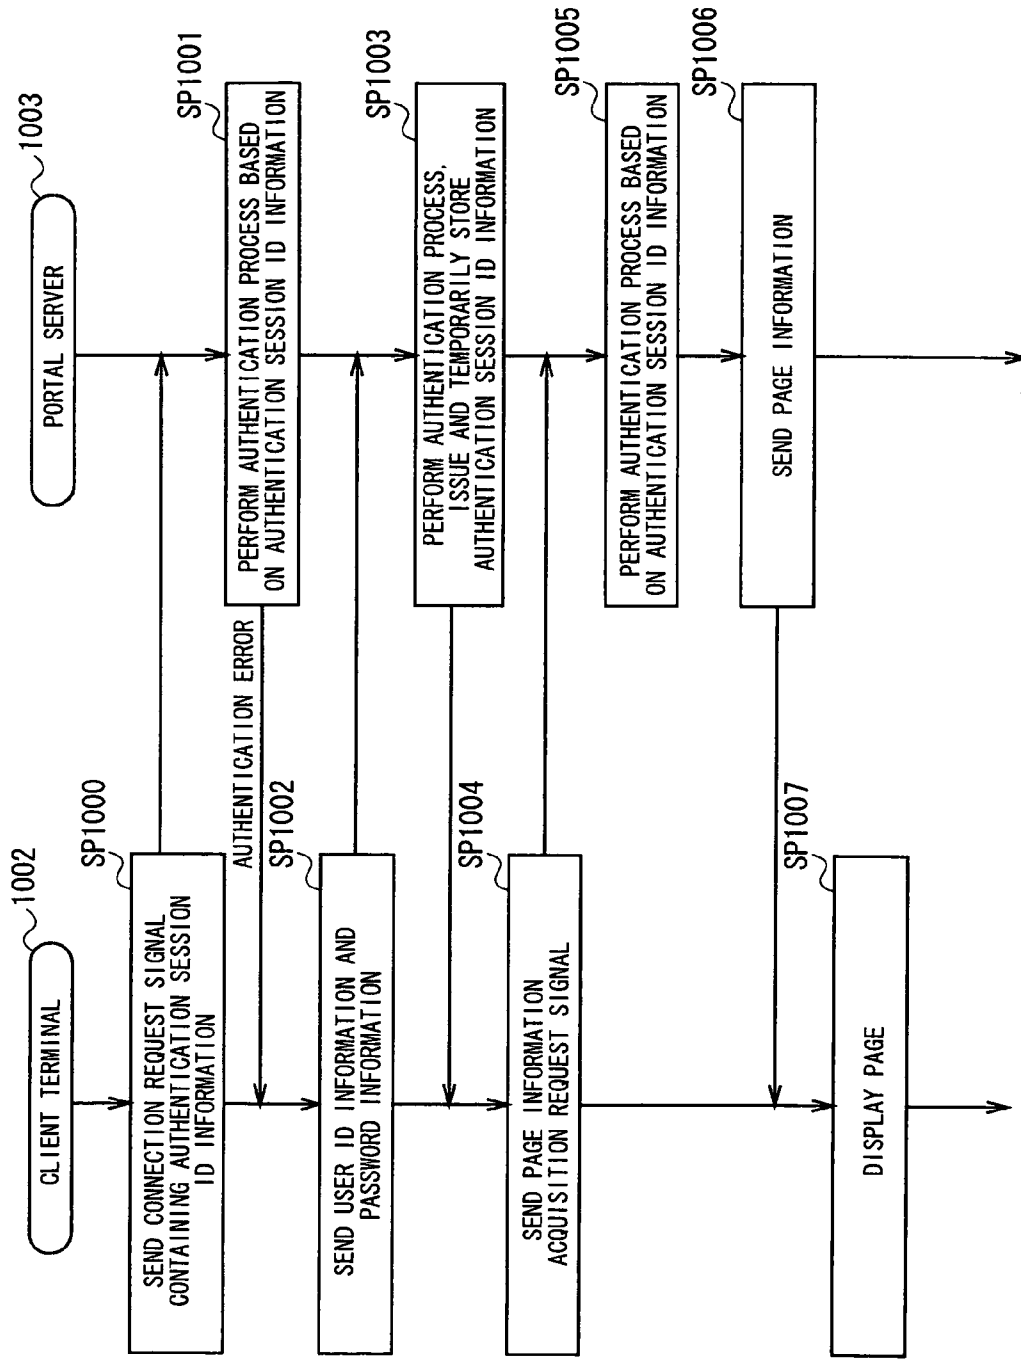 CLIENT TERMINAL
1002
PORTAL SERVER
1003
SP1000
SEND CONNECTION REQUEST SIGNAL
CONTAINING AUTHENTICATION SESSION
ID INFORMATION
SP1001
PERFORM AUTHENTICATION PROCESS BASED
ON AUTHENTICATION SESSION ID INFORMATION
AUTHENTICATION ERROR
SP1002
SEND USER ID INFORMATION AND
PASSWORD INFORMATION
SP1003
PERFORM AUTHENTICATION PROCESS,
ISSUE AND TEMPORARILY STORE
AUTHENTICATION SESSION ID INFORMATION
SP1004
SEND PAGE INFORMATION
ACQUISITION REQUEST SIGNAL
SP1005
PERFORM AUTHENTICATION PROCESS BASED
ON AUTHENTICATION SESSION ID INFORMATION
SP1006
SEND PAGE INFORMATION
SP1007
DISPLAY PAGE